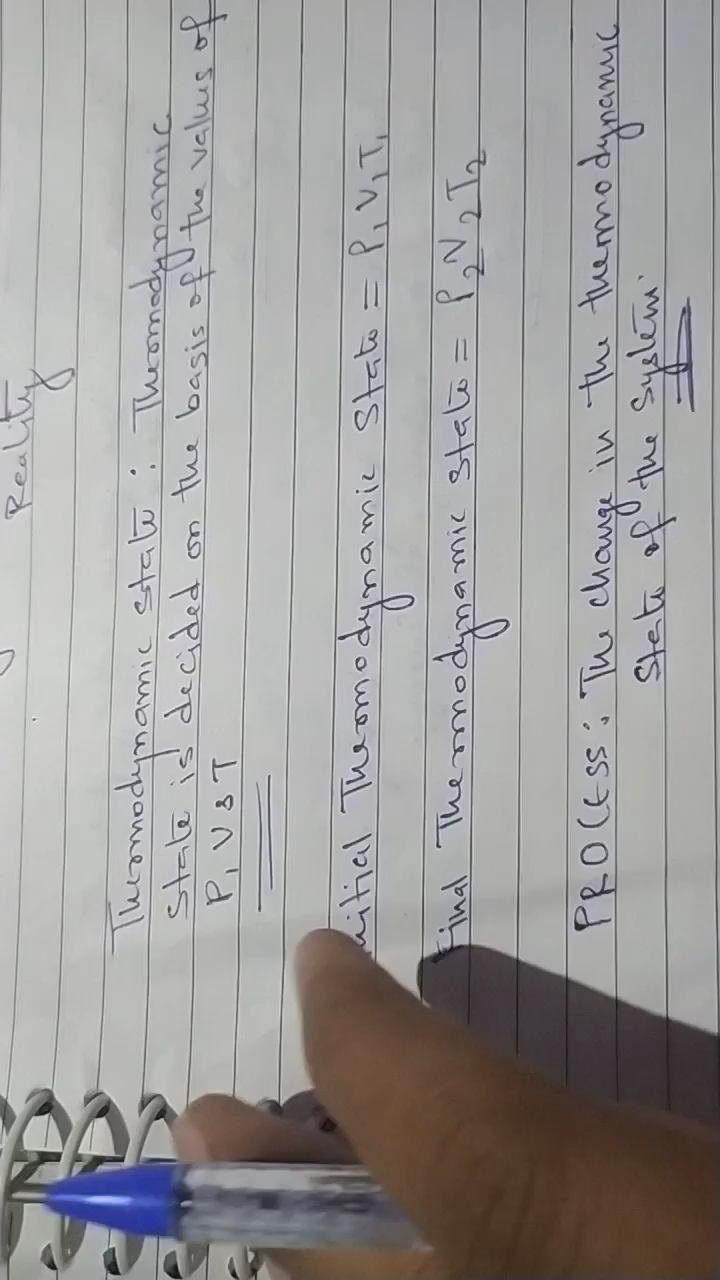 Reality
Thermodynamic state : Thermodynamic
state is decided on the basis of the values of
P, V & T
Initial Thermodynamic state = P₁ V₁ T₁
Final Thermodynamic state = P₂ V₂ T₂
PROCESS : The change in the thermodynamic
state of the system.